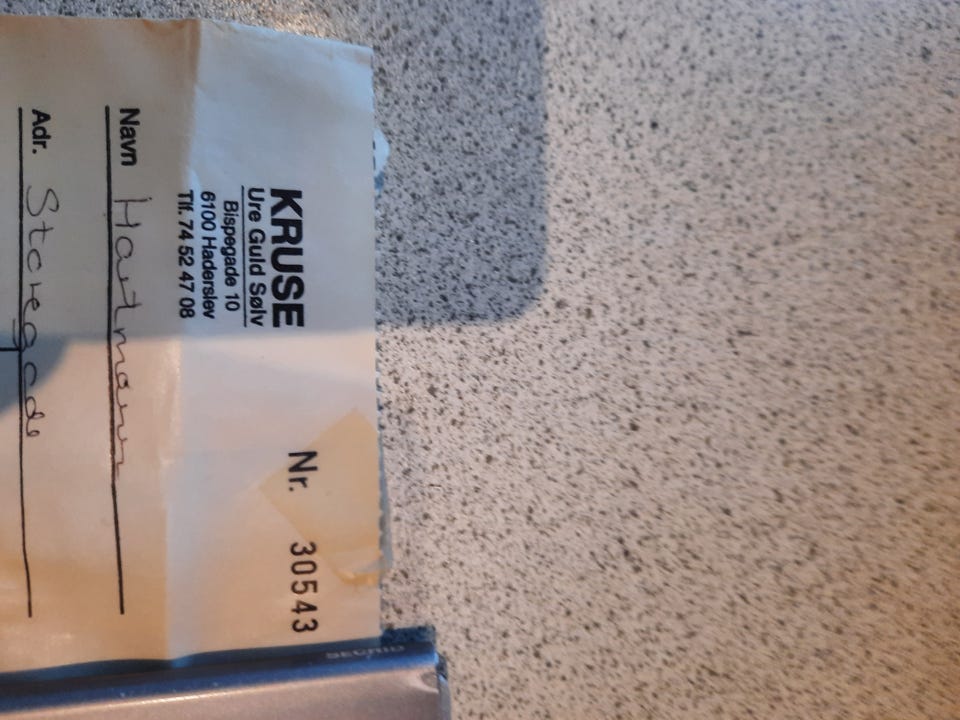 KRUSE
Ure Guld Sølv
Bispegade 10
6100 Haderslev
Tlf. 74 52 47 08
Nr. 30543
Navn Hartmann
Adr. Storegade
SECRID